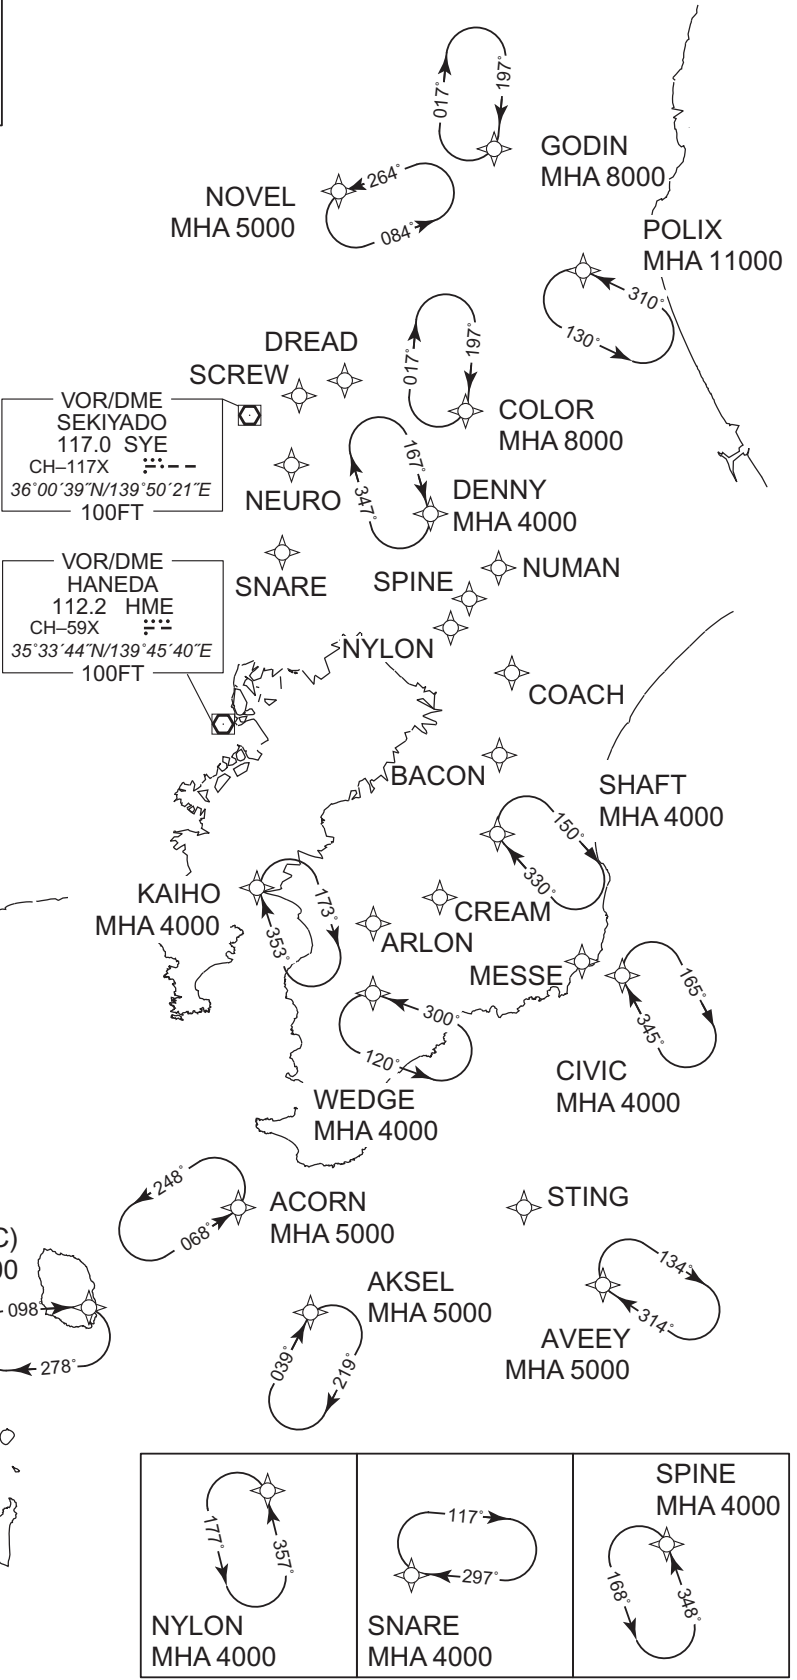 017°
197°
GODIN
MHA 8000
NOVEL
MHA 5000
264°
084°
POLIX
MHA 11000
310°
130°
DREAD
SCREW
017°
197°
COLOR
MHA 8000
VOR/DME
SEKIYADO
117.0 SYE
CH–117X
36°00´39˝N/139°50´21˝E
100FT
NEURO
167°
347°
DENNY
MHA 4000
VOR/DME
HANEDA
112.2 HME
CH–59X
35°33´44˝N/139°45´40˝E
100FT
SNARE
SPINE
NUMAN
NYLON
COACH
BACON
SHAFT
MHA 4000
150°
330°
KAIHO
MHA 4000
173°
353°
CREAM
ARLON
MESSE
165°
345°
300°
120°
CIVIC
MHA 4000
WEDGE
MHA 4000
248°
068°
ACORN
MHA 5000
STING
C)
00
098°
278°
AKSEL
MHA 5000
039°
219°
134°
314°
AVEEY
MHA 5000
177°
357°
NYLON
MHA 4000
117°
297°
SNARE
MHA 4000
SPINE
MHA 4000
168°
348°